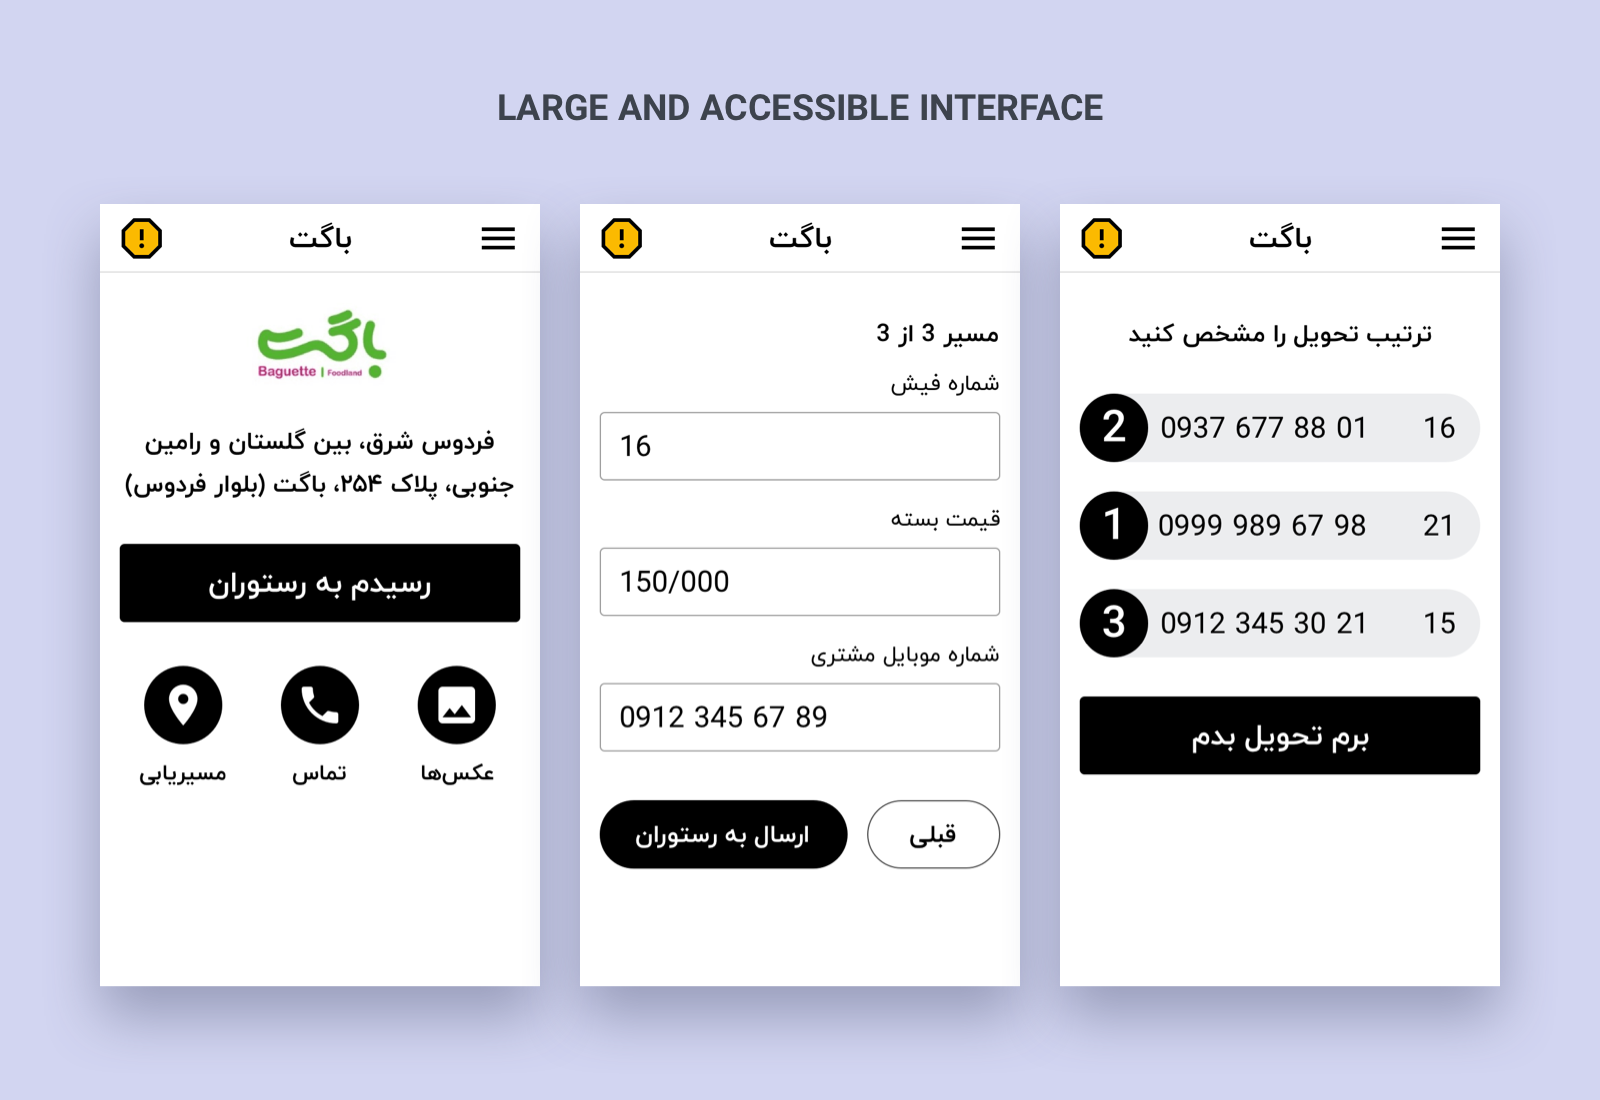 LARGE AND ACCESSIBLE INTERFACE
باگت
باگت
Baguette | Foodland
فردوس شرق، بین گلستان و رامین
جنوبی، پلاک ۲۵۴، باگت (بلوار فردوس)
رسیدم به رستوران
عکس‌ها
تماس
مسیریابی
باگت
مسیر 3 از 3
شماره فیش
16
قیمت بسته
150/000
شماره موبایل مشتری
0912 345 67 89
قبلی
ارسال به رستوران
باگت
ترتیب تحویل را مشخص کنید
2 0937 677 88 01 16
1 0999 989 67 98 21
3 0912 345 30 21 15
برم تحویل بدم